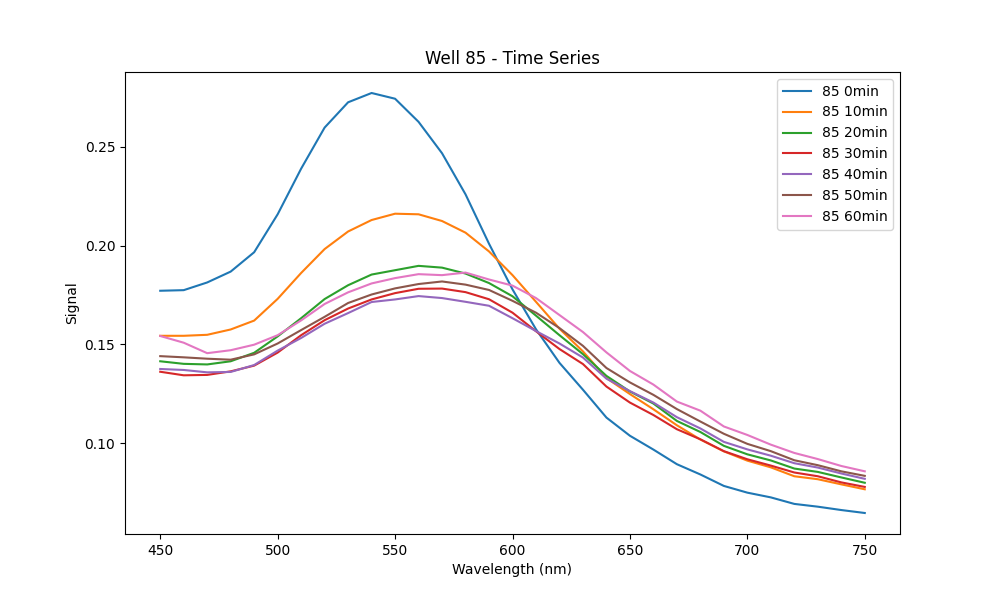 Well 85 - Time Series
Signal
0.25
0.20
0.15
0.10
85 0min
85 10min
85 20min
85 30min
85 40min
85 50min
85 60min
450 500 550 600 650 700 750
Wavelength (nm)